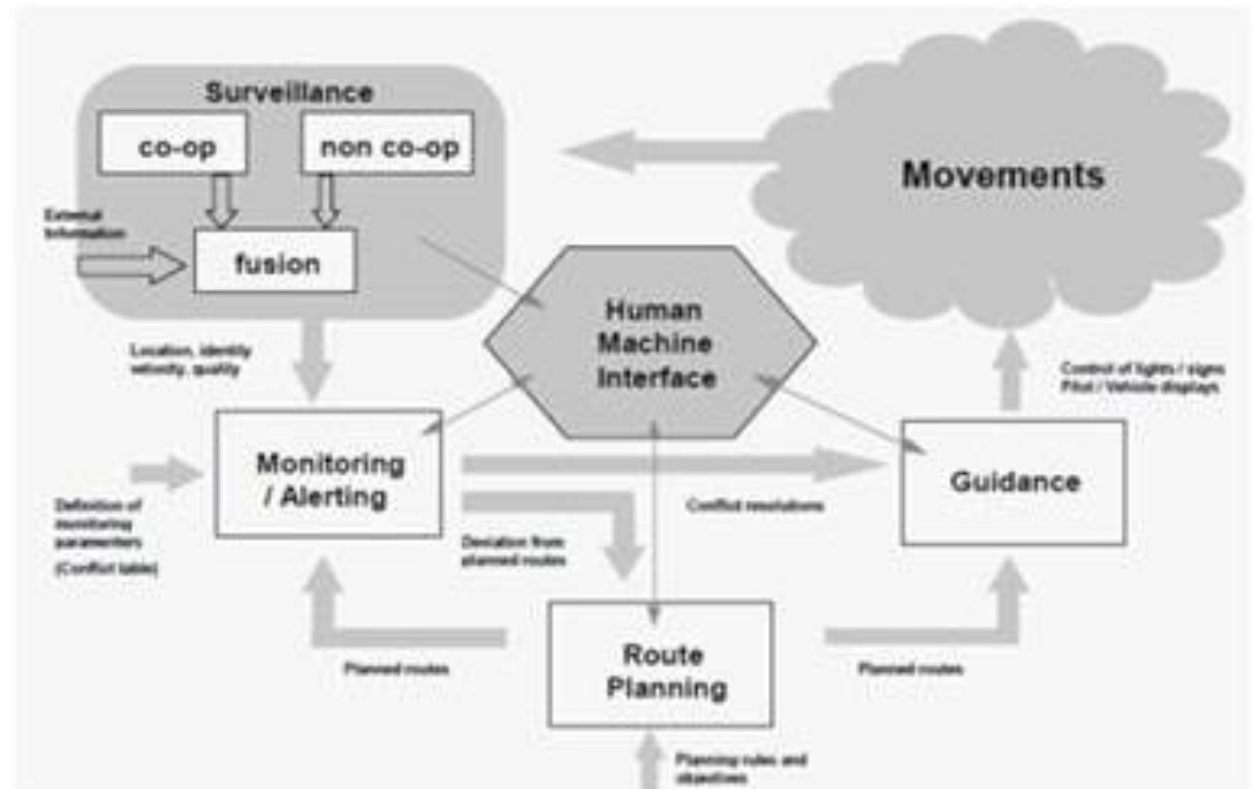 Surveillance
co-op
non co-op
Movements
External
Information
fusion
Human
Machine
Interface
Location, identity
velocity, quality
Control of lights / signs
Pilot / Vehicle displays
Monitoring
/ Alerting
Guidance
Definition of
monitoring
paramenters
(Conflict table)
Conflict resolutions
Deviation from
planned routes
Planned routes
Route
Planning
Planned routes
Planning rules and
objectives